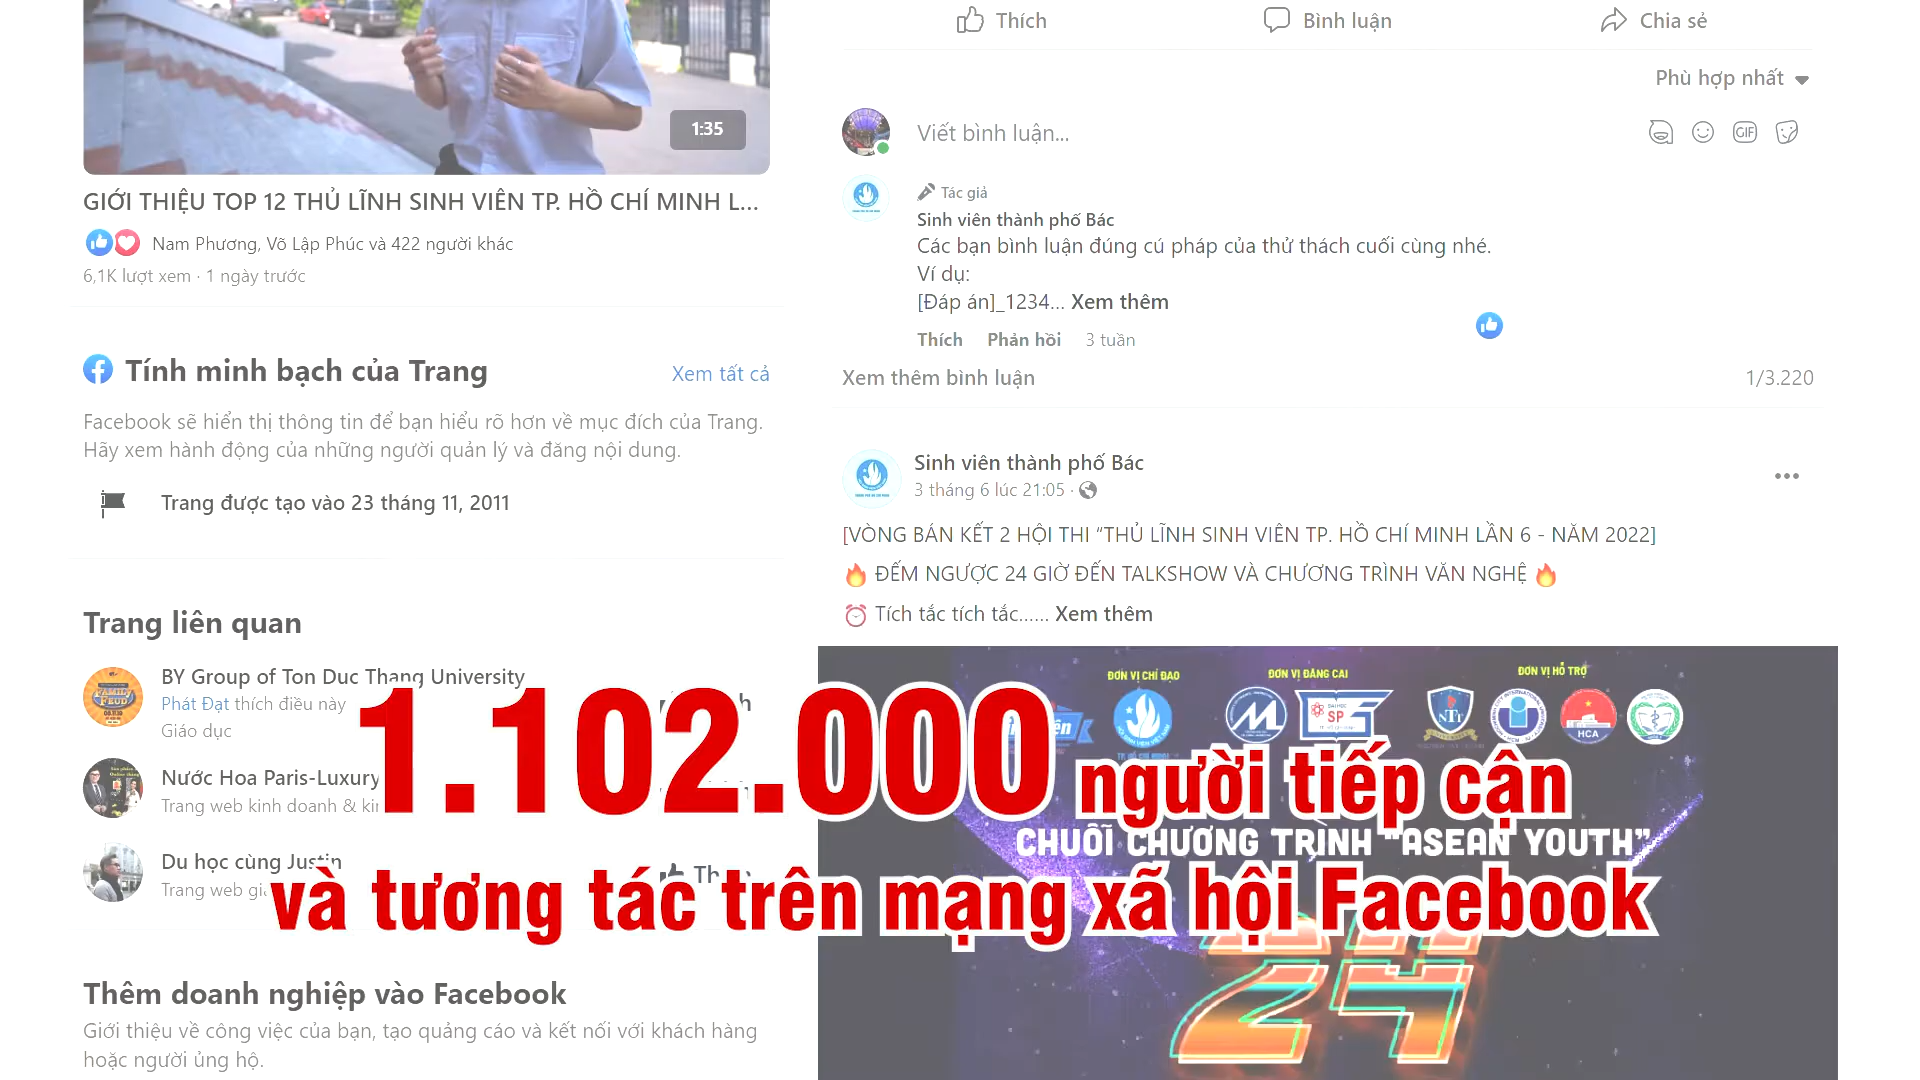 1:35
GIỚI THIỆU TOP 12 THỦ LĨNH SINH VIÊN TP. HỒ CHÍ MINH L...
Nam Phương, Võ Lập Phúc và 422 người khác
6,1K lượt xem · 1 ngày trước
Tính minh bạch của Trang
Xem tất cả
Facebook sẽ hiển thị thông tin để bạn hiểu rõ hơn về mục đích của Trang.
Hãy xem hành động của những người quản lý và đăng nội dung.
Trang được tạo vào 23 tháng 11, 2011
Trang liên quan
BY Group of Ton Duc Thang University
Phát Đạt thích điều này
Giáo dục
Nước Hoa Paris-Luxury
Trang web kinh doanh &
Du học cùng Justin
Trang web
Thêm doanh nghiệp vào Facebook
Giới thiệu về công việc của bạn, tạo quảng cáo và kết nối với khách hàng
hoặc người ủng hộ.
Thích
Bình luận
Chia sẻ
Phù hợp nhất
Viết bình luận...
GIF
Tác giả
Sinh viên thành phố Bác
Các bạn bình luận đúng cú pháp của thử thách cuối cùng nhé.
Ví dụ:
[Đáp án]_1234... Xem thêm
Thích Phản hồi 3 tuần
Xem thêm bình luận
1/3.220
Sinh viên thành phố Bác
3 tháng 6 lúc 21:05 ·
[VÒNG BÁN KẾT 2 HỘI THI “THỦ LĨNH SINH VIÊN TP. HỒ CHÍ MINH LẦN 6 - NĂM 2022]
ĐẾM NGƯỢC 24 GIỜ ĐẾN TALKSHOW VÀ CHƯƠNG TRÌNH VĂN NGHỆ
Tích tắc tích tắc...... Xem thêm
ĐƠN VỊ CHỈ ĐẠO
ĐƠN VỊ ĐĂNG CAI
ĐƠN VỊ HỖ TRỢ
SP
NTT
HCA
CHUỖI CHƯƠNG TRÌNH "ASEAN YOUTH"
24
1.102.000 người tiếp cận
và tương tác trên mạng xã hội Facebook